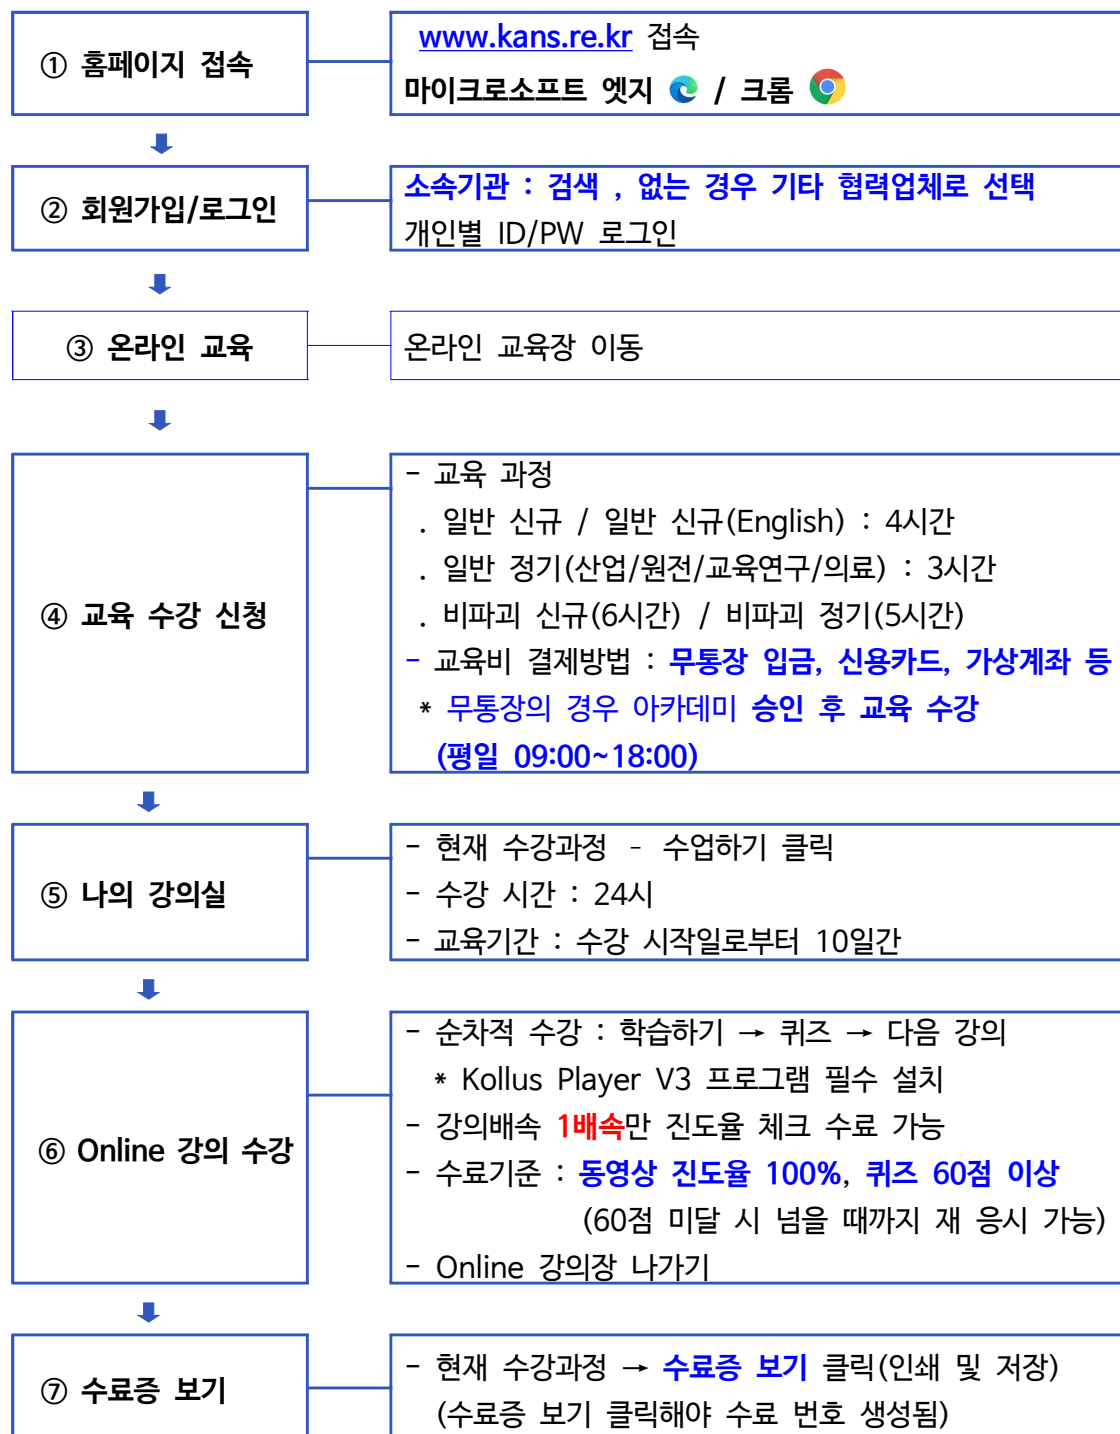 ① 홈페이지 접속
www.kans.re.kr 접속
마이크로소프트 엣지 / 크롬
② 회원가입/로그인
소속기관 : 검색 , 없는 경우 기타 협력업체로 선택
개인별 ID/PW 로그인
③ 온라인 교육
온라인 교육장 이동
④ 교육 수강 신청
- 교육 과정
. 일반 신규 / 일반 신규(English) : 4시간
. 일반 정기(산업/원전/교육연구/의료) : 3시간
. 비파괴 신규(6시간) / 비파괴 정기(5시간)
- 교육비 결제방법 : 무통장 입금, 신용카드, 가상계좌 등
* 무통장의 경우 아카데미 승인 후 교육 수강
(평일 09:00~18:00)
⑤ 나의 강의실
- 현재 수강과정 - 수업하기 클릭
- 수강 시간 : 24시
- 교육기간 : 수강 시작일로부터 10일간
⑥ Online 강의 수강
- 순차적 수강 : 학습하기 → 퀴즈 → 다음 강의
* Kollus Player V3 프로그램 필수 설치
- 강의배속 1배속만 진도율 체크 수료 가능
- 수료기준 : 동영상 진도율 100%, 퀴즈 60점 이상
(60점 미달 시 넘을 때까지 재 응시 가능)
- Online 강의장 나가기
⑦ 수료증 보기
- 현재 수강과정 → 수료증 보기 클릭(인쇄 및 저장)
(수료증 보기 클릭해야 수료 번호 생성됨)